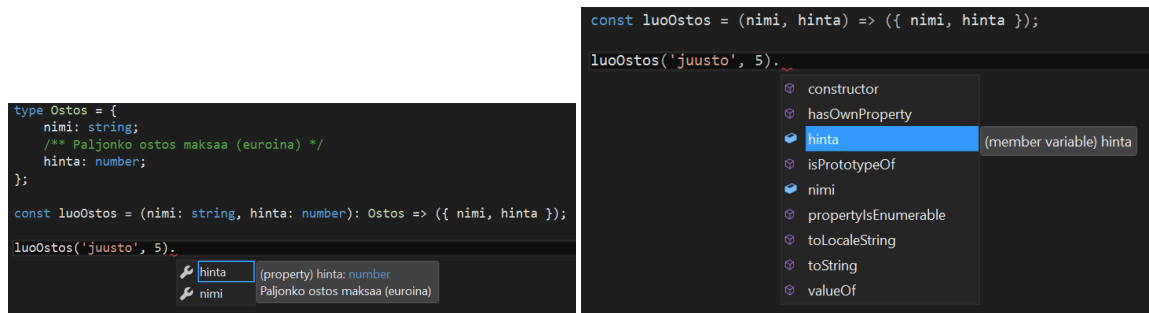 type Ostos = {
nimi: string;
/** Paljonko ostos maksaa (euroina) */
hinta: number;
};
const luoOstos = (nimi: string, hinta: number): Ostos => ({ nimi, hinta });
luoOstos('juusto', 5).
hinta
(property) hinta: number
Paljonko ostos maksaa (euroina)
nimi
const luoOstos = (nimi, hinta) => ({ nimi, hinta });
luoOstos('juusto', 5).
constructor
hasOwnProperty
hinta
(member variable) hinta
isPrototypeOf
nimi
propertyIsEnumerable
toLocaleString
toString
valueOf